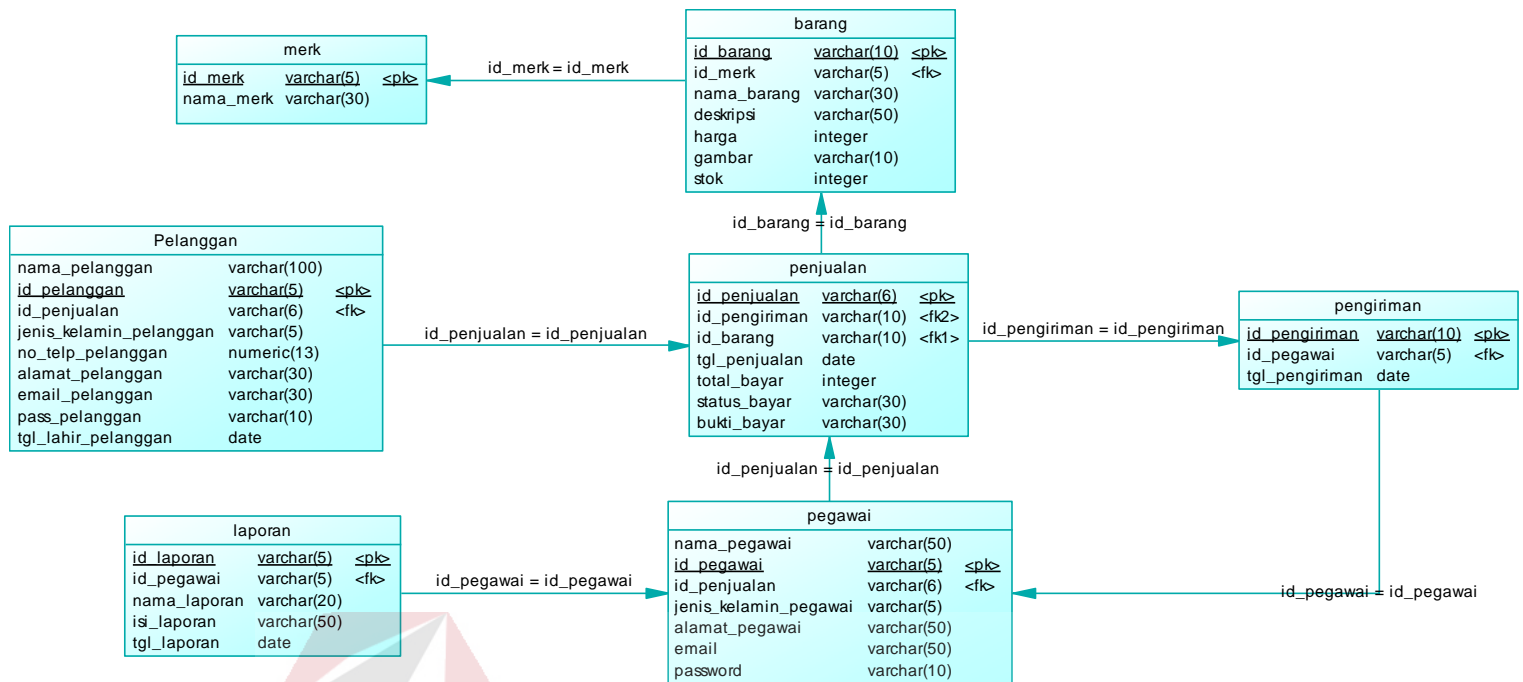 merk
id_merk varchar(5) <pk>
nama_merk varchar(30)
id_merk = id_merk
barang
id_barang varchar(10) <pk>
id_merk varchar(5) <fk>
nama_barang varchar(30)
deskripsi varchar(50)
harga integer
gambar varchar(10)
stok integer
id_barang = id_barang
Pelanggan
nama_pelanggan varchar(100)
id_pelanggan varchar(5) <pk>
id_penjualan varchar(6) <fk>
jenis_kelamin_pelanggan varchar(5)
no_telp_pelanggan numeric(13)
alamat_pelanggan varchar(30)
email_pelanggan varchar(30)
pass_pelanggan varchar(10)
tgl_lahir_pelanggan date
id_penjualan = id_penjualan
penjualan
id_penjualan varchar(6) <pk>
id_pengiriman varchar(10) <fk2>
id_barang varchar(10) <fk1>
tgl_penjualan date
total_bayar integer
status_bayar varchar(30)
bukti_bayar varchar(30)
id_pengiriman = id_pengiriman
pengiriman
id_pengiriman varchar(10) <pk>
id_pegawai varchar(5) <fk>
tgl_pengiriman date
id_penjualan = id_penjualan
laporan
id_laporan varchar(5) <pk>
id_pegawai varchar(5) <fk>
nama_laporan varchar(20)
isi_laporan varchar(50)
tgl_laporan date
id_pegawai = id_pegawai
pegawai
nama_pegawai varchar(50)
id_pegawai varchar(5) <pk>
id_penjualan varchar(6) <fk>
jenis_kelamin_pegawai varchar(5)
alamat_pegawai varchar(50)
email varchar(50)
password varchar(10)
id_pegawai = id_pegawai